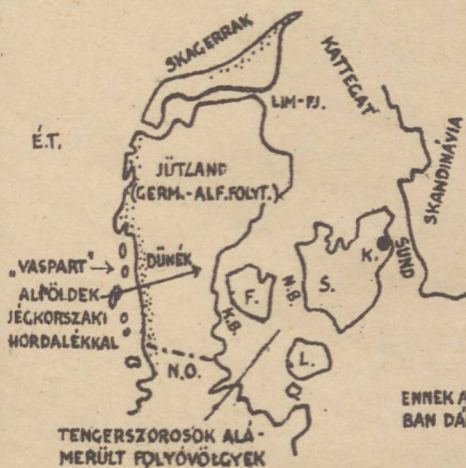 SKAGERRAK
KATTEGAT
LIM-FJ.
É.T.
JÜTLAND
(GERM.-ALF.FOLYT.)
SKANDINÁVIA
„VASPART"
DÜNÉK
ALFÖLDEK
JÉGKORSZAKI
HORDALÉKKAL
K.B.
F.
N.B.
S.
K.
SUND
L.
N.O.
ENNEK A
BAN DÁ
TENGERSZOROSOK ALÁ-
MERÜLT FOLYÓVÖLGYEK